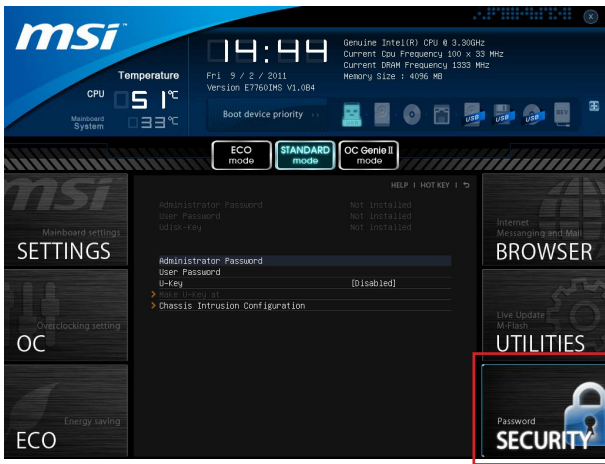 msi
14:44
Temperature
CPU 51°C
Mainboard
System 33°C
Fri 9 / 2 / 2011
Version E7760IMS V1.0B4
Genuine Intel(R) CPU @ 3.30GHz
Current Cpu Frequency 100 x 33 MHz
Current DRAM Frequency 1333 MHz
Memory Size : 4096 MB
Boot device priority
USB
USB
USB
ECO
mode
STANDARD
mode
OC Genie II
mode
HELP | HOT KEY |
msi
Mainboard settings
SETTINGS
Overclocking setting
OC
Energy saving
ECO
Administrator Password Not Installed
User Password Not Installed
Udisk-Key Not Installed
Administrator Password
User Password
U-Key [Disabled]
Make U-Key at
Chassis Intrusion Configuration
Internet
Messanging and Mail
BROWSER
Live Update
M-Flash
UTILITIES
Password
SECURITY